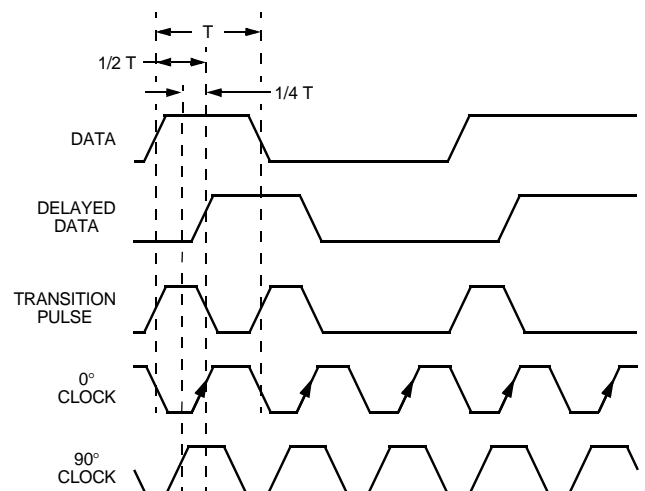 T
1/2 T
1/4 T
DATA
DELAYED
DATA
TRANSITION
PULSE
0°
CLOCK
90°
CLOCK